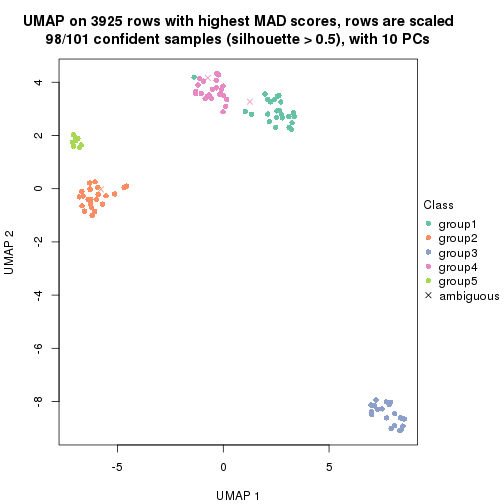 UMAP on 3925 rows with highest MAD scores, rows are scaled
98/101 confident samples (silhouette > 0.5), with 10 PCs
4
2
0
-2
-4
-6
-8
UMAP 2
-5
0
5
UMAP 1
Class
group1
group2
group3
group4
group5
ambiguous